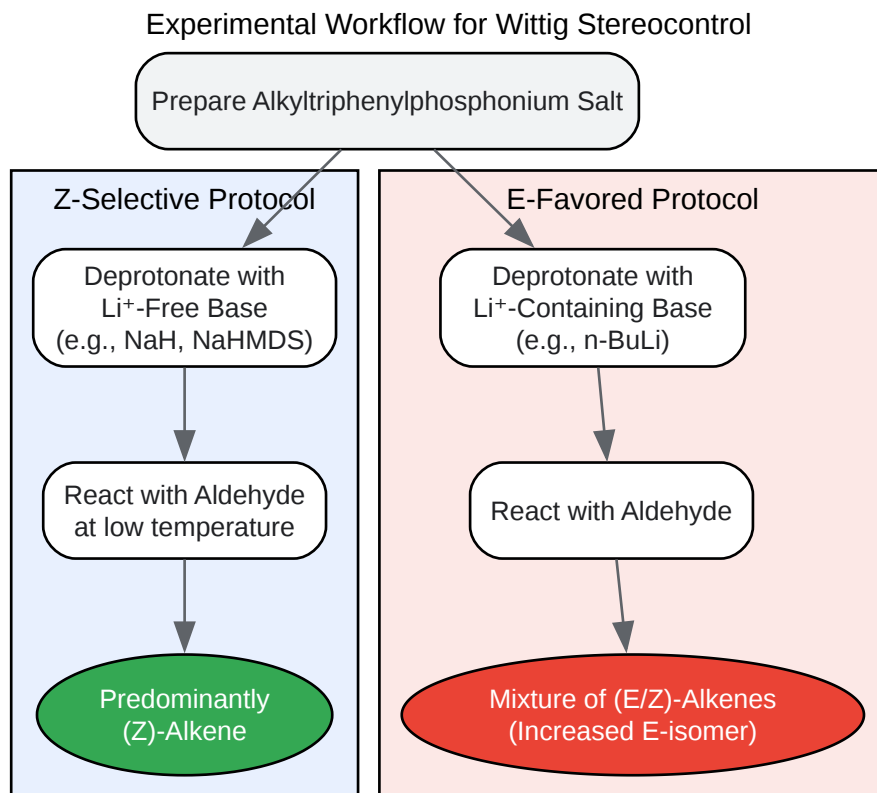 Experimental Workflow for Wittig Stereocontrol
Prepare Alkyltriphenylphosphonium Salt
Z-Selective Protocol
Deprotonate with
Li⁺-Free Base
(e.g., NaH, NaHMDS)
React with Aldehyde
at low temperature
Predominantly
(Z)-Alkene
E-Favored Protocol
Deprotonate with
Li⁺-Containing Base
(e.g., n-BuLi)
React with Aldehyde
Mixture of (E/Z)-Alkenes
(Increased E-isomer)